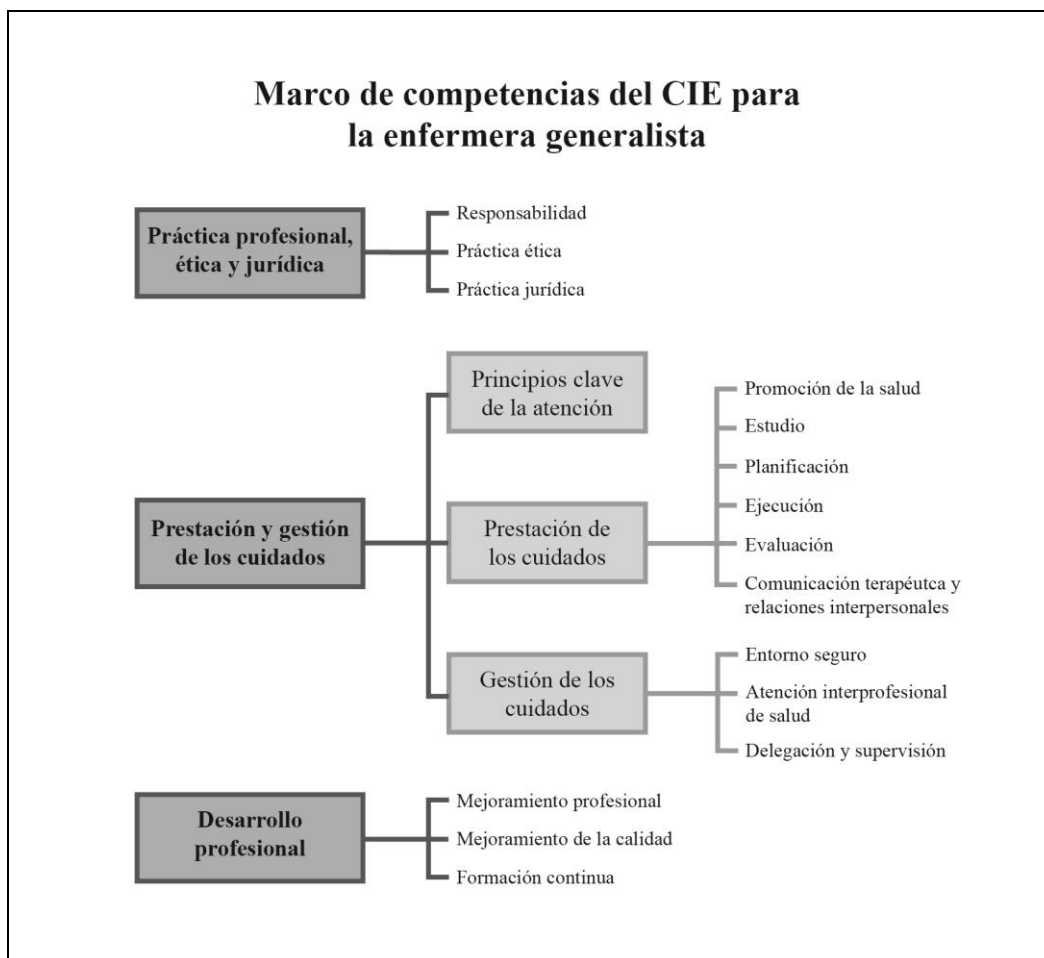 Marco de competencias del CIE para
la enfermera generalista
Práctica profesional,
ética y jurídica
Responsabilidad
Práctica ética
Práctica jurídica
Prestación y gestión
de los cuidados
Principios clave
de la atención
Prestación de
los cuidados
Promoción de la salud
Estudio
Planificación
Ejecución
Evaluación
Comunicación terapéutca y
relaciones interpersonales
Gestión de los
cuidados
Entorno seguro
Atención interprofesional
de salud
Delegación y supervisión
Desarrollo
profesional
Mejoramiento profesional
Mejoramiento de la calidad
Formación continua